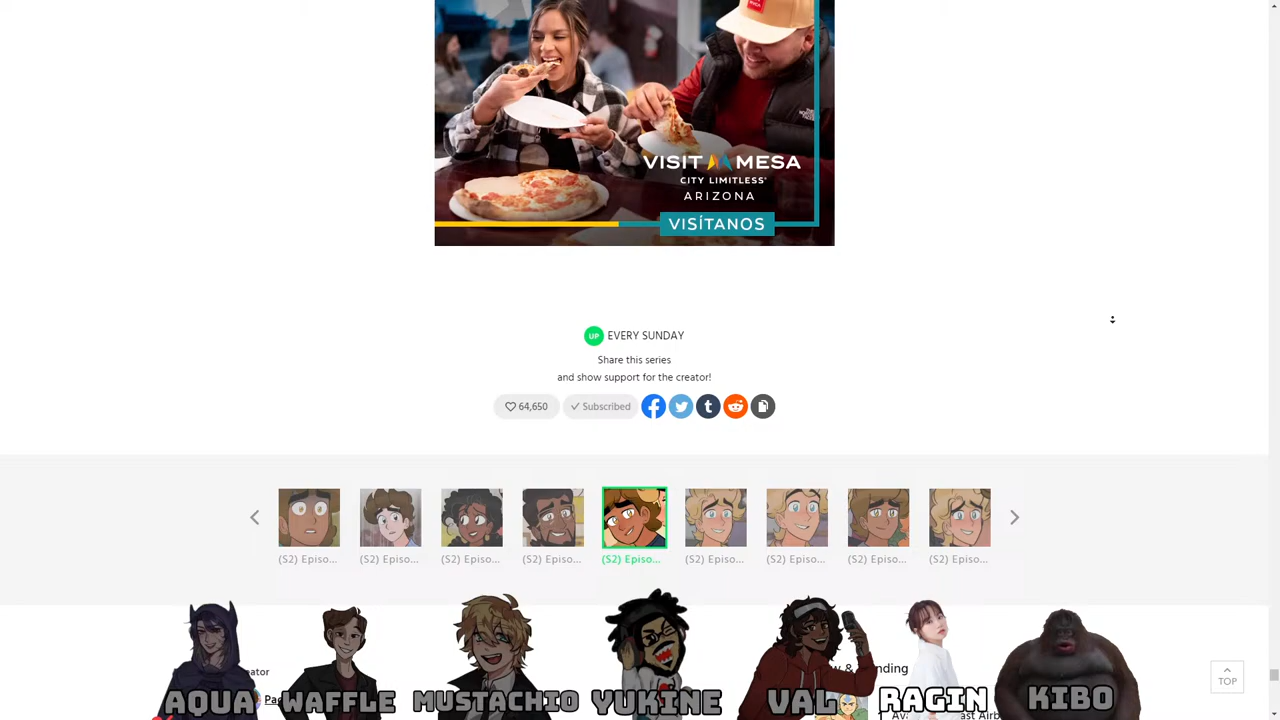 VISIT MESA
CITY LIMITLESS®
ARIZONA
VISÍTANOS
UP EVERY SUNDAY
Share this series
and show support for the creator!
64,650
Subscribed
(S2) Episo...
(S2) Episo...
(S2) Episo...
(S2) Episo...
(S2) Episo...
(S2) Episo...
(S2) Episo...
(S2) Episo...
(S2) Episo...
TOP
AQUA
WAFFLE
MUSTACHIO
YUKINE
VAL
RAGIN
KIBO